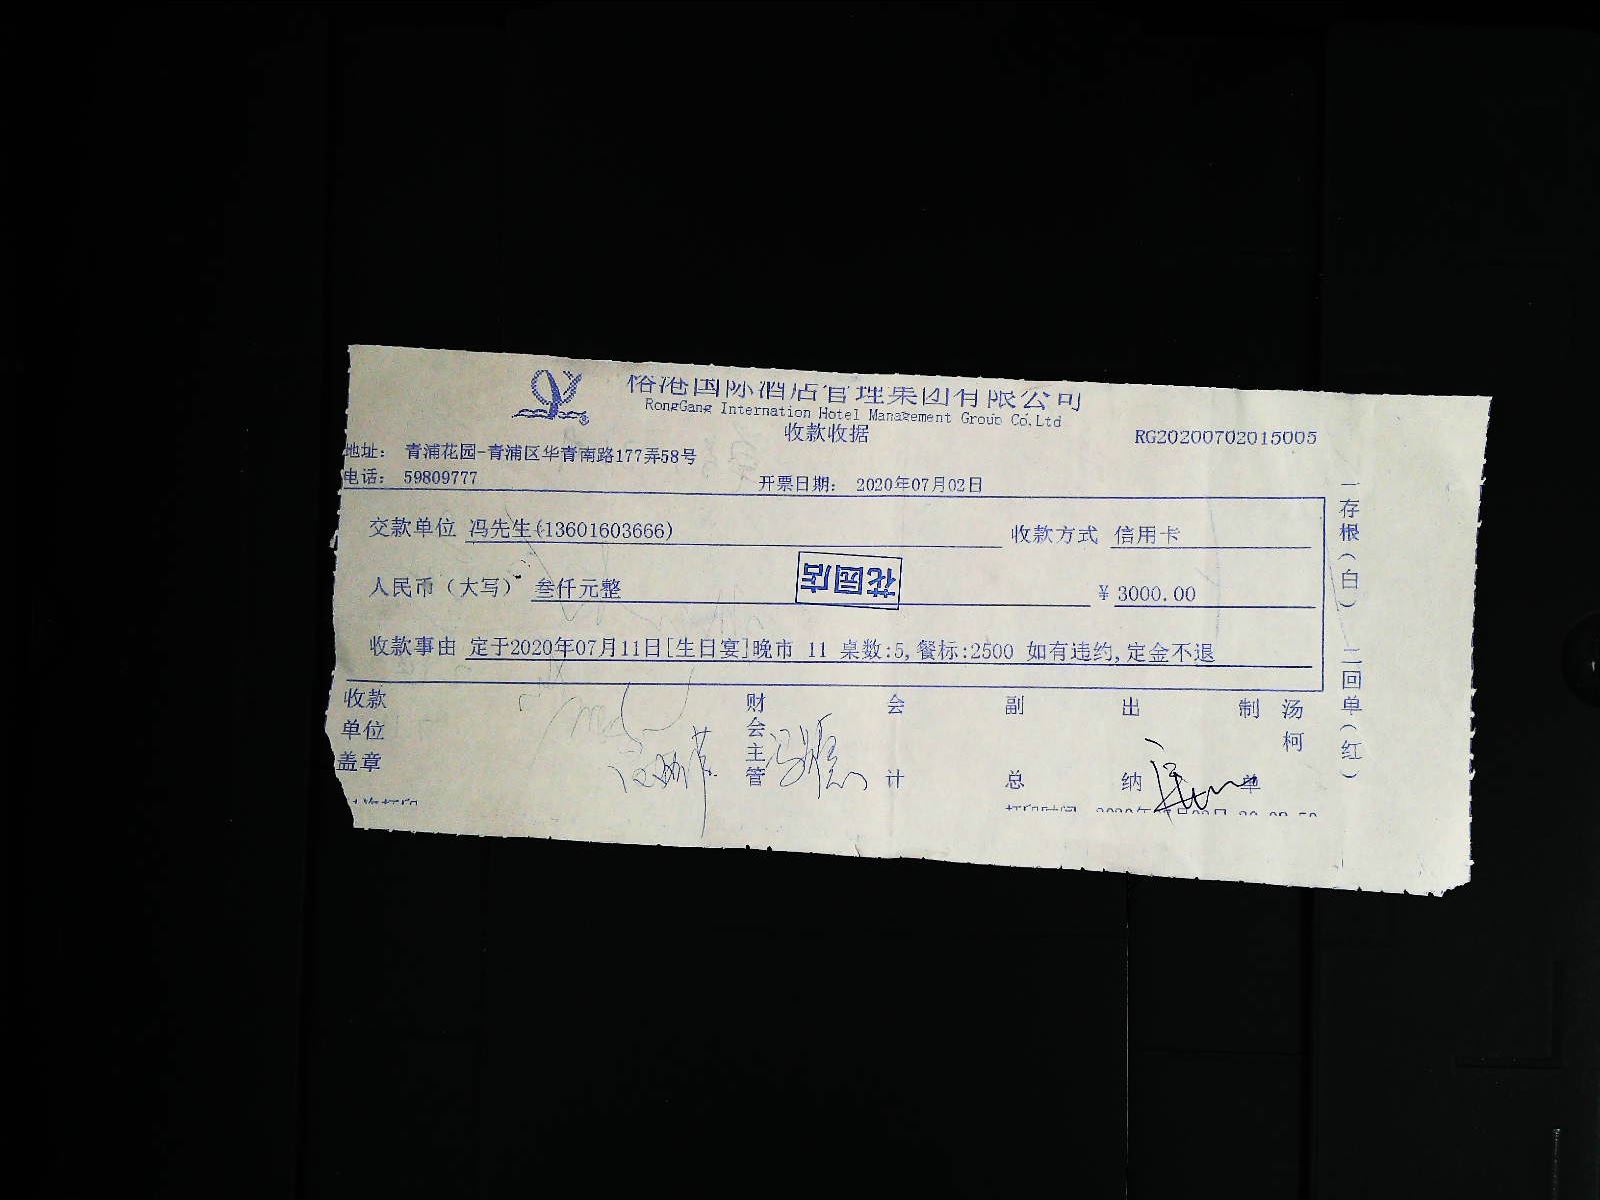 国际酒店管理集团有限公司
RongGang Internation Hotel Management Group Co.Ltd
收款收据
RG20200702015005
地址： 青浦花园-青浦区华青南路177弄58号
电话： 59809777
开票日期： 2020年07月02日
交款单位 冯先生(13601603666) 收款方式 信用卡
人民币（大写） 叁仟元整 ¥ 3000.00
花园店
收款事由 定于2020年07月11日[生日宴]晚市 11 桌数:5,餐标:2500 如有违约,定金不退
收款单位盖章
财会主管
会计
副总
出纳
制单
汤柯
一存根（白） 二回单（红）